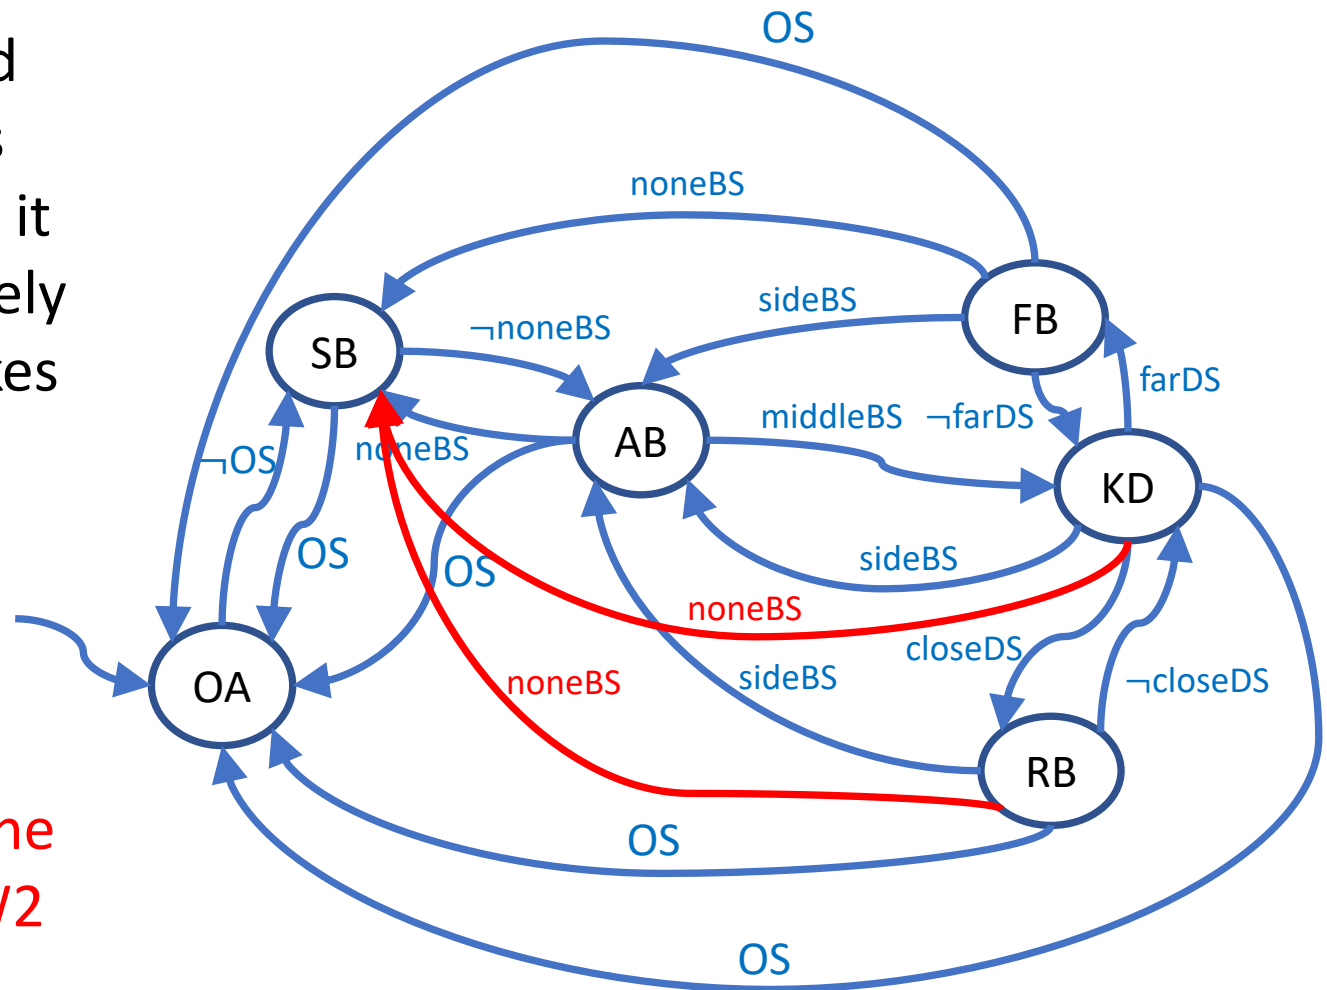 OS
d
s
noneBS
it
ely
sideBS
FB
¬noneBS
SB
kes
farDS
middleBS
¬farDS
AB
noneBS
¬OS
KD
OS
OS
sideBS
noneBS
closeDS
sideBS
noneBS
¬closeDS
OA
RB
ne
OS
/2
OS